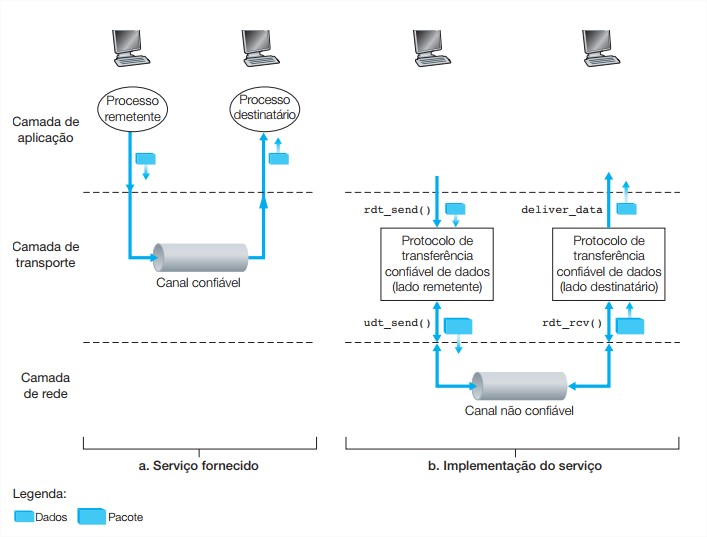 Processo
remetente
Processo
destinatário
Camada de
aplicação
rdt_send()
deliver_data
Camada de
transporte
Canal confiável
Protocolo de
transferência
confiável de dados
(lado remetente)
Protocolo de
transferência
confiável de dados
(lado destinatário)
udt_send()
rdt_rcv()
Camada
de rede
Canal não confiável
a. Serviço fornecido
b. Implementação do serviço
Legenda:
Dados
Pacote